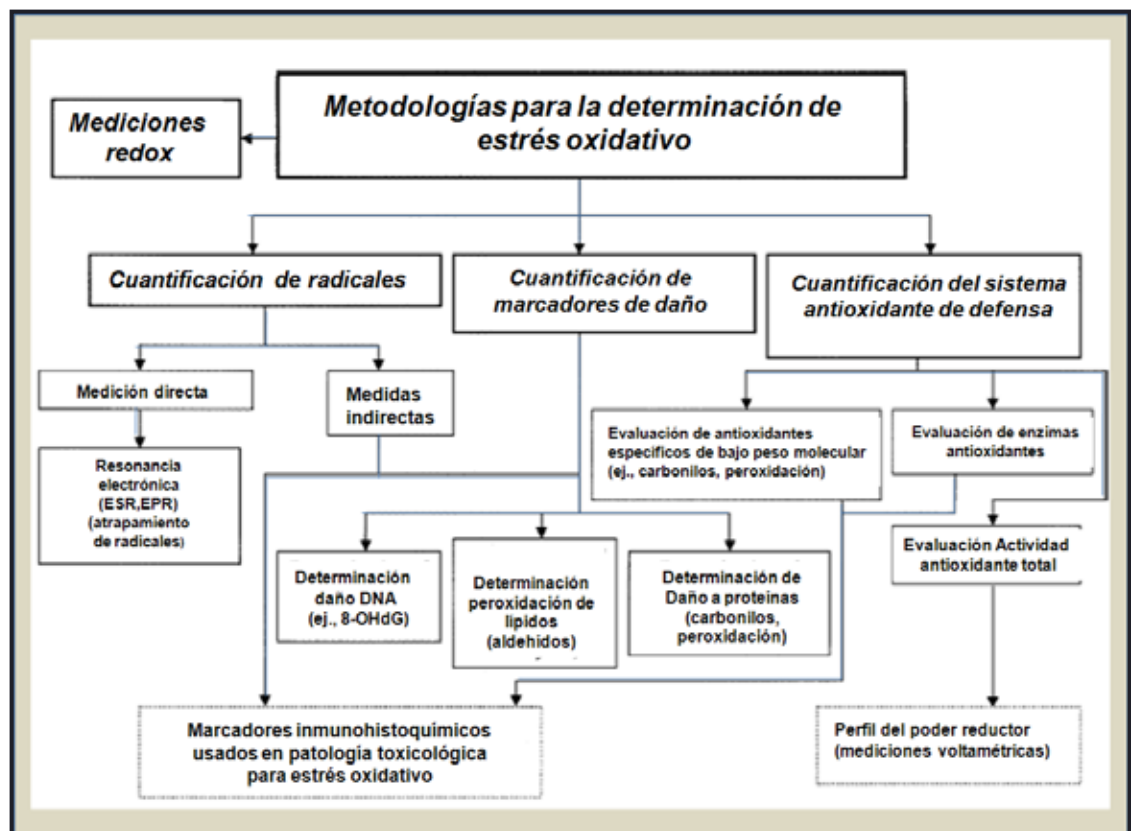 Metodologías para la determinación de
estrés oxidativo
Mediciones
redox
Cuantificación de radicales
Cuantificación de
marcadores de daño
Cuantificación del sistema
antioxidante de defensa
Medición directa
Medidas
indirectas
Evaluación de antioxidantes
especificos de bajo peso molecular
(ej., carbonilos, peroxidación)
Evaluación de enzimas
antioxidantes
Resonancia
electrónica
(ESR,EPR)
(atrapamiento
de radicales)
Evaluación Actividad
antioxidante total
Determinación
daño DNA
(ej., 8-OHdG)
Determinación
peroxidación de
lipidos
(aldehidos)
Determinación de
Daño a proteinas
(carbonilos,
peroxidación)
Marcadores inmunohistoquímicos
usados en patología toxicológica
para estrés oxidativo
Perfil del poder reductor
(mediciones voltamétricas)